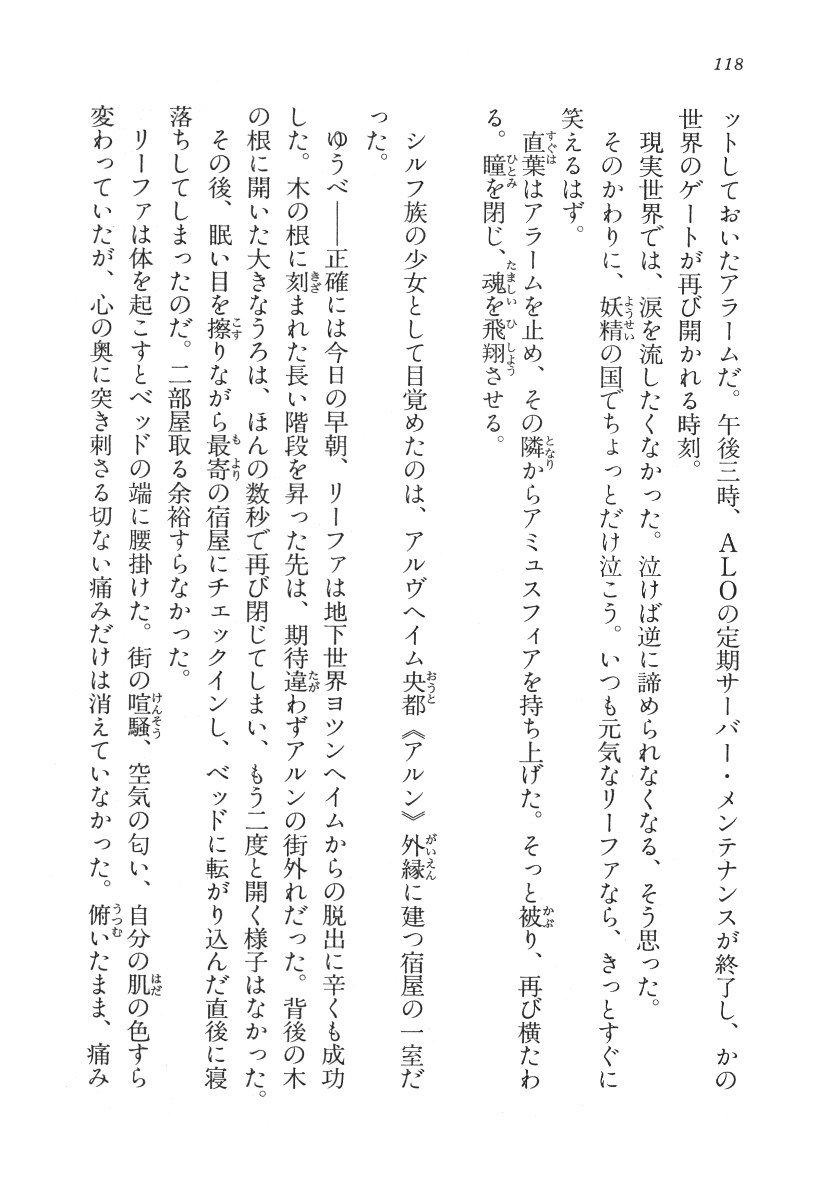 118
ットしておいたアラームだ。午後三時、ALOの定期サーバー・メンテナンスが終了し、かの
世界のゲートが再び開かれる時刻。
現実世界では、涙を流したくなかった。泣けば逆に諦められなくなる、そう思った。
そのかわりに、妖精の国でちょっとだけ泣こう。いつも元気なリーファなら、きっとすぐに
笑えるはず。
直葉はアラームを止め、その隣からアミュスフィアを持ち上げた。そっと被り、再び横たわ
る。瞳を閉じ、魂を飛翔させる。
シルフ族の少女として目覚めたのは、アルヴヘイム央都《アルン》外縁に建つ宿屋の一室だ
った。
ゆうべ――正確には今日の早朝、リーファは地下世界ヨツンヘイムからの脱出に辛くも成功
した。木の根に刻まれた長い階段を昇った先は、期待違わずアルンの街外れだった。背後の木
の根に開いた大きなうろは、ほんの数秒で再び閉じてしまい、もう二度と開く様子はなかった。
その後、眠い目を擦りながら最寄の宿屋にチェックインし、ベッドに転がり込んだ直後に寝
落ちしてしまったのだ。二部屋取る余裕すらなかった。
リーファは体を起こすとベッドの端に腰掛けた。街の喧騒、空気の匂い、自分の肌の色すら
変わっていたが、心の奥に突き刺さる切ない痛みだけは消えていなかった。俯いたまま、痛み